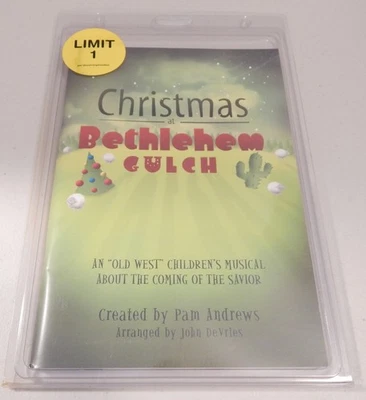 LIMIT
1
Christmas
at
Bethlehem
GULCH
AN "OLD WEST" CHILDREN'S MUSICAL
ABOUT THE COMING OF THE SAVIOR
Created by Pam Andrews
Arranged by John DeVries